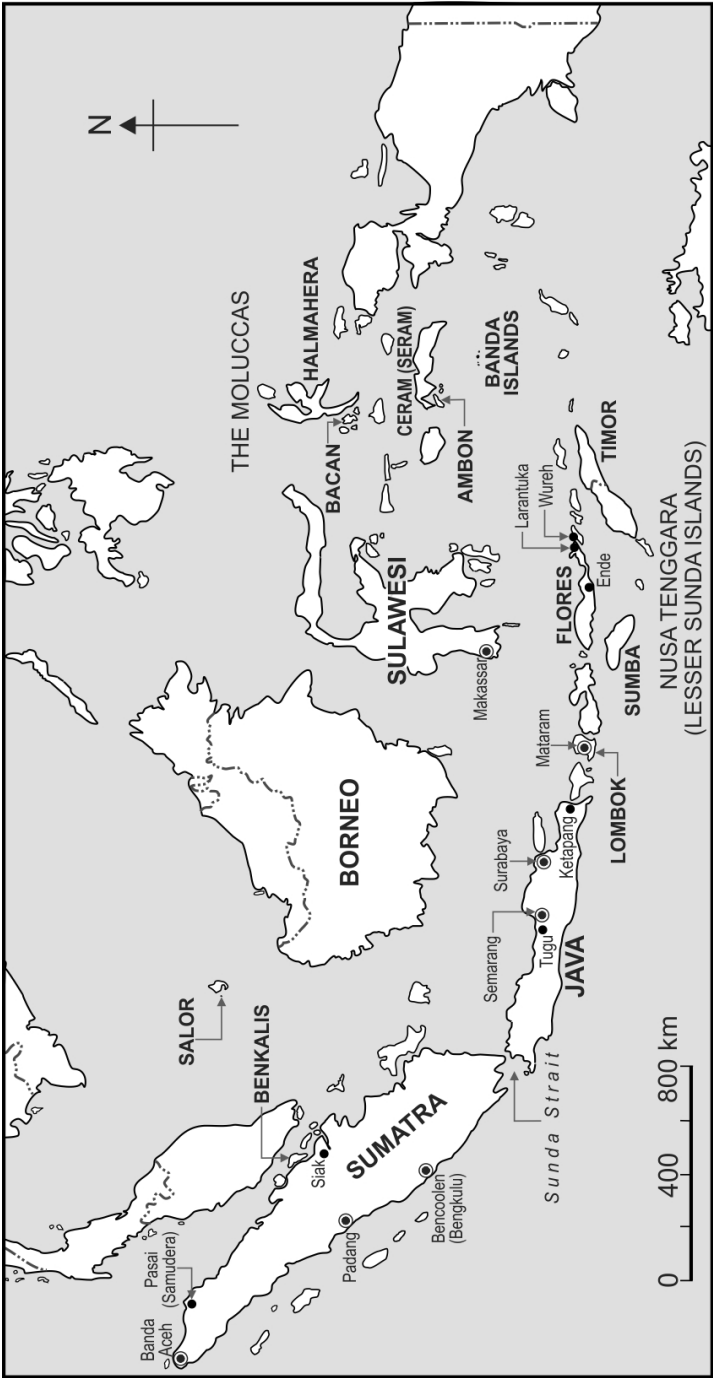 N
THE MOLUCCAS
HALMAHERA
BACAN
CERAM (SERAM)
AMBON
BANDA
ISLANDS
SULAWESI
Makassar
BORNEO
SALOR
BENKALIS
Banda
Aceh
Pasai
(Samudera)
Siak
SUMATRA
Padang
Bencoolen
(Bengkulu)
Sunda Strait
Semarang
Tugu
JAVA
Surabaya
Ketapang
Mataram
LOMBOK
SUMBA
FLORES
Ende
Larantuka
Wureh
TIMOR
NUSA TENGGARA
(LESSER SUNDA ISLANDS)
0 400 800 km